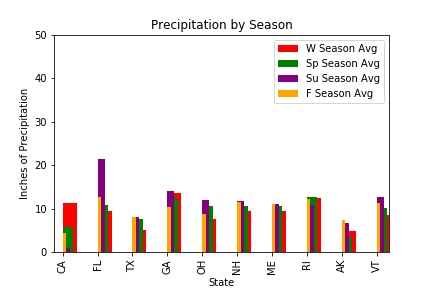 Precipitation by Season
W Season Avg
Sp Season Avg
Su Season Avg
F Season Avg
Inches of Precipitation
50
40
30
20
10
0
CA FL TX GA OH NH ME RI AK VT
State